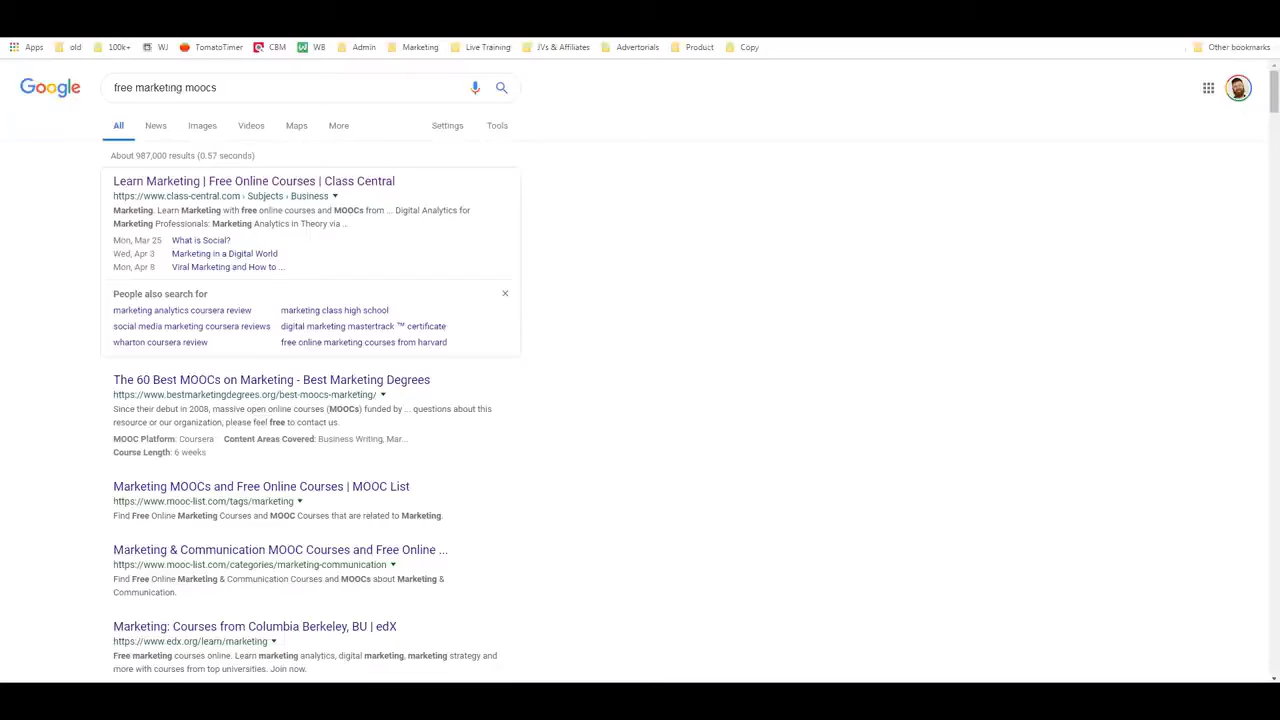 Apps old 100k+ WJ TomatoTimer CBM WB Admin Marketing Live Training JVs & Affiliates Advertorials Product Copy Other bookmarks
Google free marketing moocs
All News Images Videos Maps More Settings Tools
About 987,000 results (0.57 seconds)
Learn Marketing | Free Online Courses | Class Central
https://www.class-central.com › Subjects › Business
Marketing. Learn Marketing with free online courses and MOOCs from ... Digital Analytics for
Marketing Professionals: Marketing Analytics in Theory via ...
Mon, Mar 25 What is Social?
Wed, Apr 3 Marketing in a Digital World
Mon, Apr 8 Viral Marketing and How to ...
People also search for
marketing analytics coursera review marketing class high school
social media marketing coursera reviews digital marketing mastertrack ™ certificate
wharton coursera review free online marketing courses from harvard
The 60 Best MOOCs on Marketing - Best Marketing Degrees
https://www.bestmarketingdegrees.org/best-moocs-marketing/
Since their debut in 2008, massive open online courses (MOOCs) funded by ... questions about this
resource or our organization, please feel free to contact us.
MOOC Platform: Coursera Content Areas Covered: Business Writing, Mar...
Course Length: 6 weeks
Marketing MOOCs and Free Online Courses | MOOC List
https://www.mooc-list.com/tags/marketing
Find Free Online Marketing Courses and MOOC Courses that are related to Marketing.
Marketing & Communication MOOC Courses and Free Online ...
https://www.mooc-list.com/categories/marketing-communication
Find Free Online Marketing & Communication Courses and MOOCs about Marketing &
Communication.
Marketing: Courses from Columbia Berkeley, BU | edX
https://www.edx.org/learn/marketing
Free marketing courses online. Learn marketing analytics, digital marketing, marketing strategy and
more with courses from top universities. Join now.